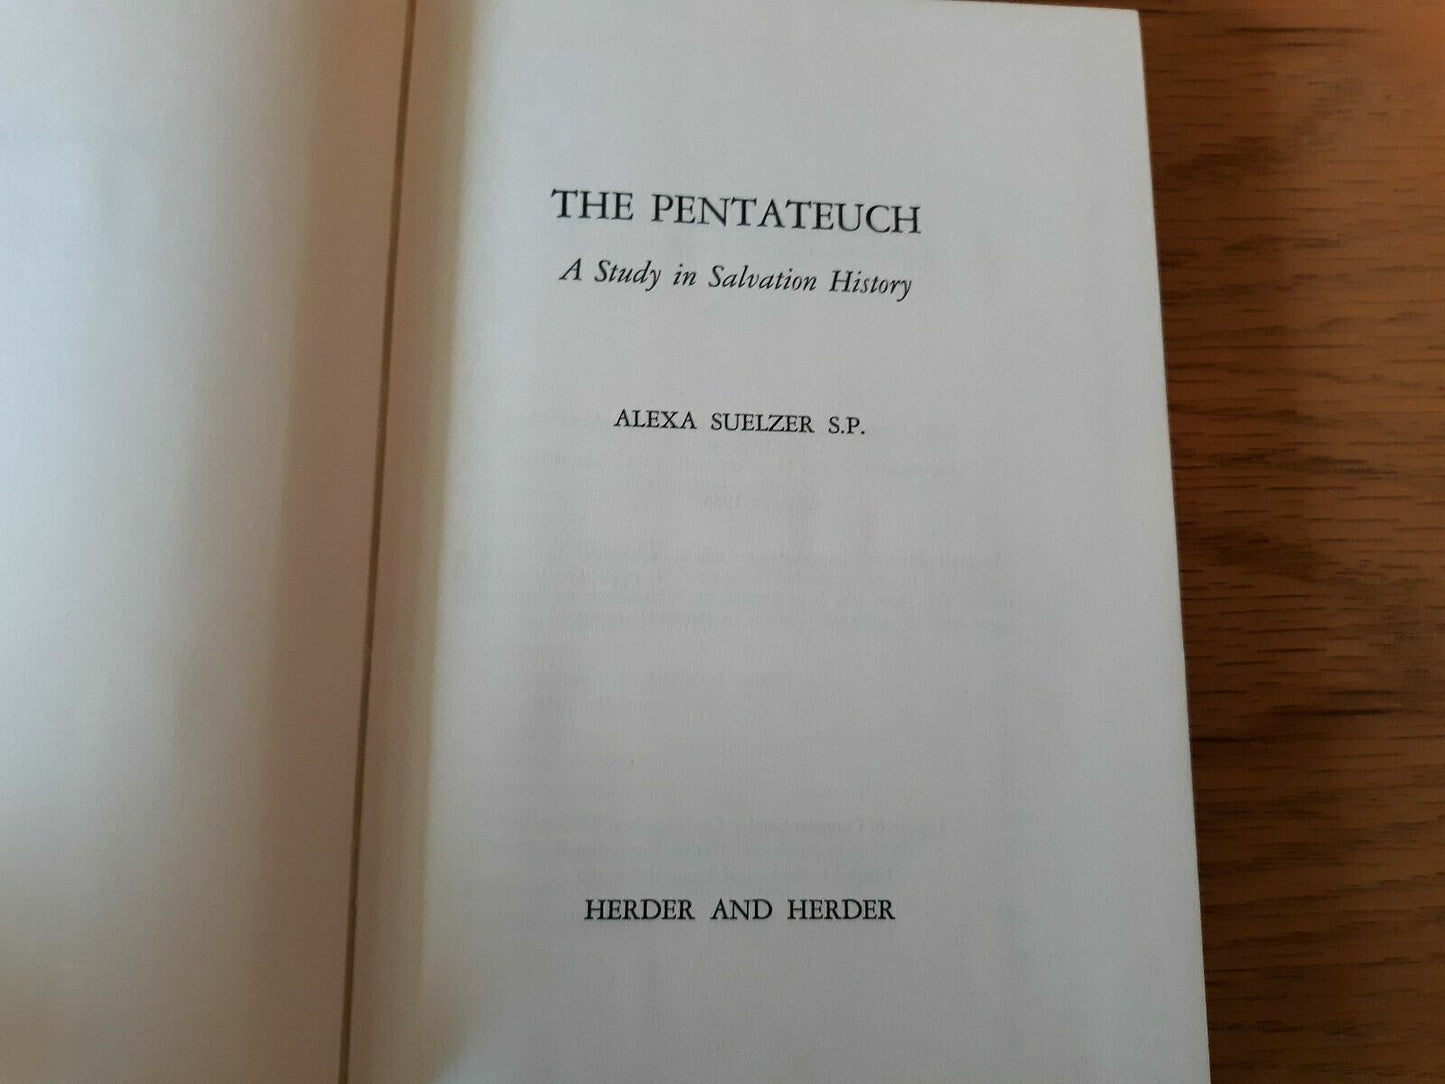 THE PENTATEUCH
A Study in Salvation History
ALEXA SUELZER S.P.
HERDER AND HERDER